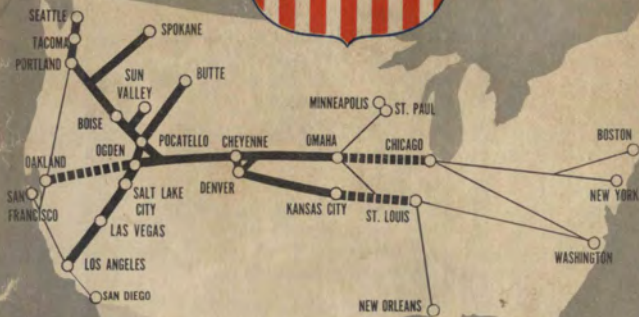 SEATTLE
TACOMA
PORTLAND
SPOKANE
SUN
VALLEY
BUTTE
BOISE
POCATELLO
MINNEAPOLIS
ST. PAUL
OGDEN
CHEYENNE
OMAHA
CHICAGO
BOSTON
OAKLAND
SAN
FRANCISCO
DENVER
NEW YORK
SALT LAKE
CITY
KANSAS CITY
ST. LOUIS
LAS VEGAS
WASHINGTON
LOS ANGELES
SAN DIEGO
NEW ORLEANS